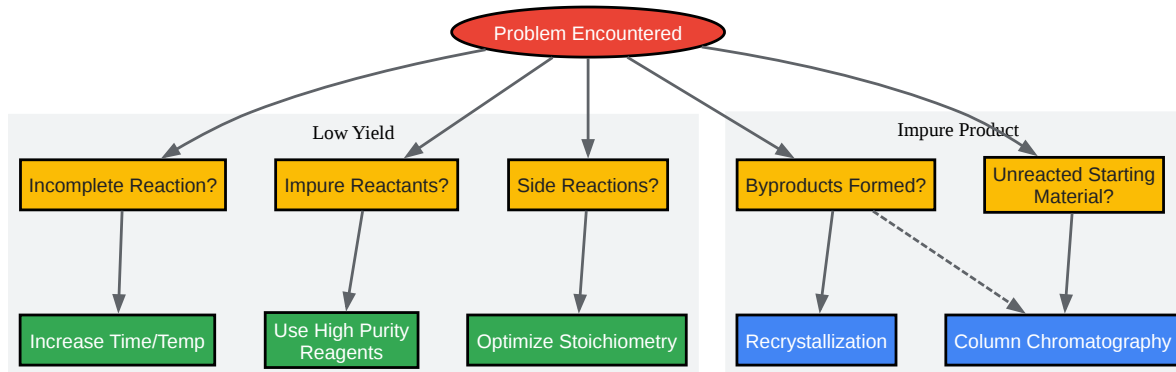 Problem Encountered
Low Yield
Impure Product
Incomplete Reaction?
Impure Reactants?
Side Reactions?
Byproducts Formed?
Unreacted Starting
Material?
Increase Time/Temp
Use High Purity
Reagents
Optimize Stoichiometry
Recrystallization
Column Chromatography